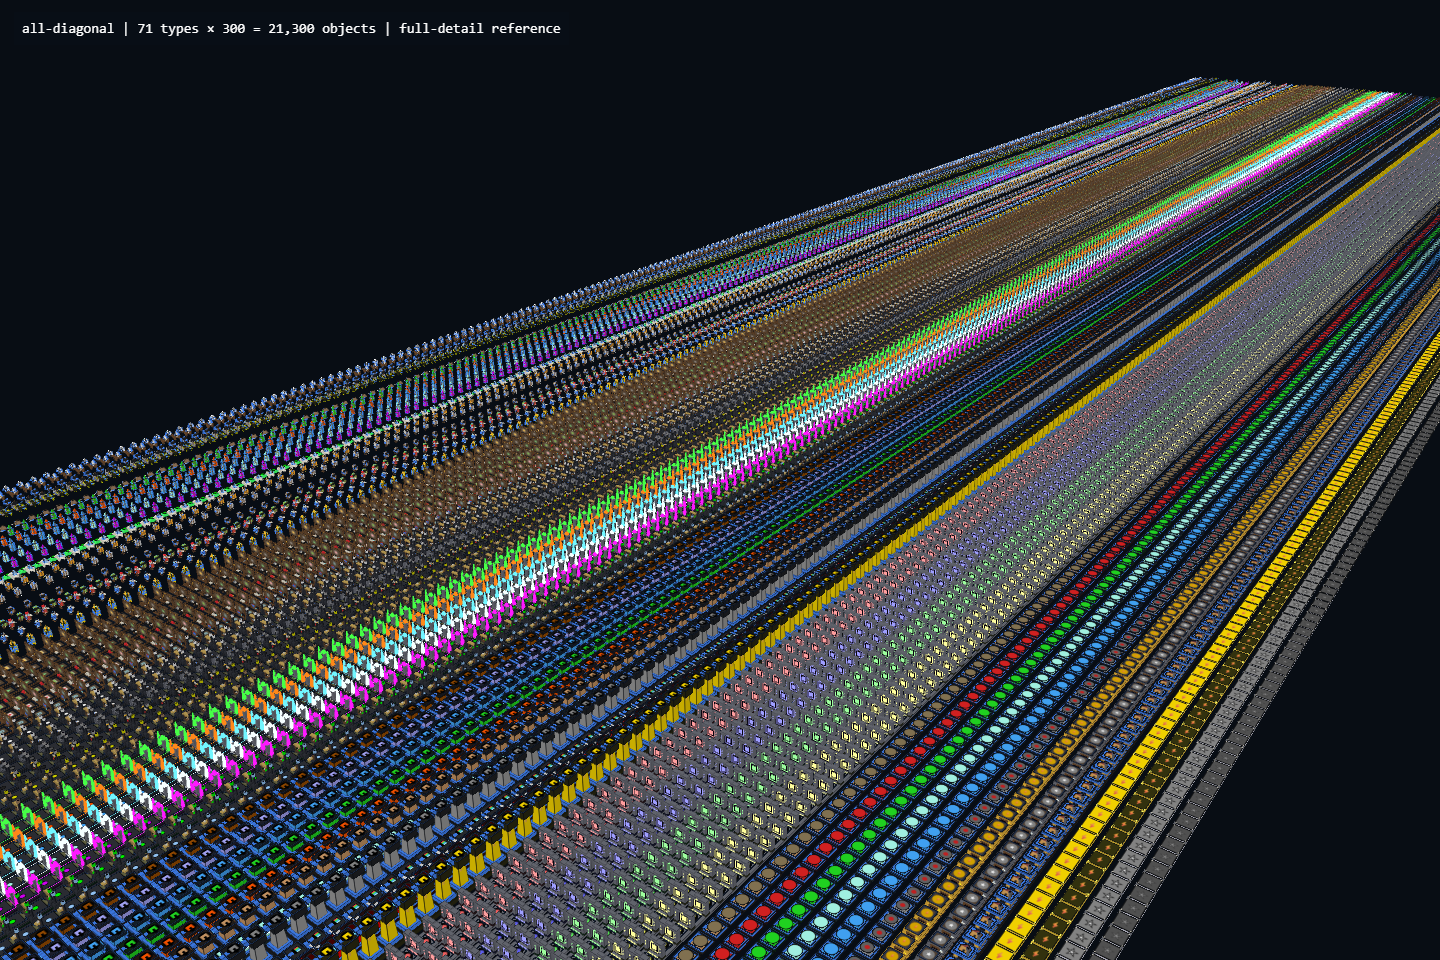 all-diagonal | 71 types × 300 = 21,300 objects | full-detail reference